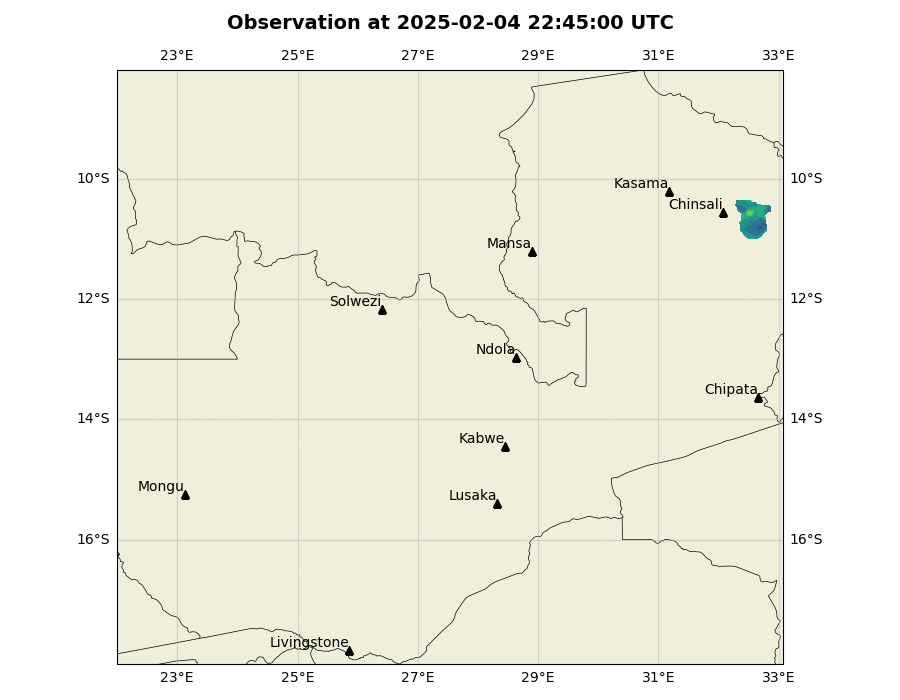 Observation at 2025-02-04 22:45:00 UTC
23°E 25°E 27°E 29°E 31°E 33°E
10°S 10°S
Kasama
Chinsali
Mansa
12°S 12°S
Solwezi
Ndola
Chipata
14°S 14°S
Kabwe
Mongu
Lusaka
16°S 16°S
Livingstone
23°E 25°E 27°E 29°E 31°E 33°E